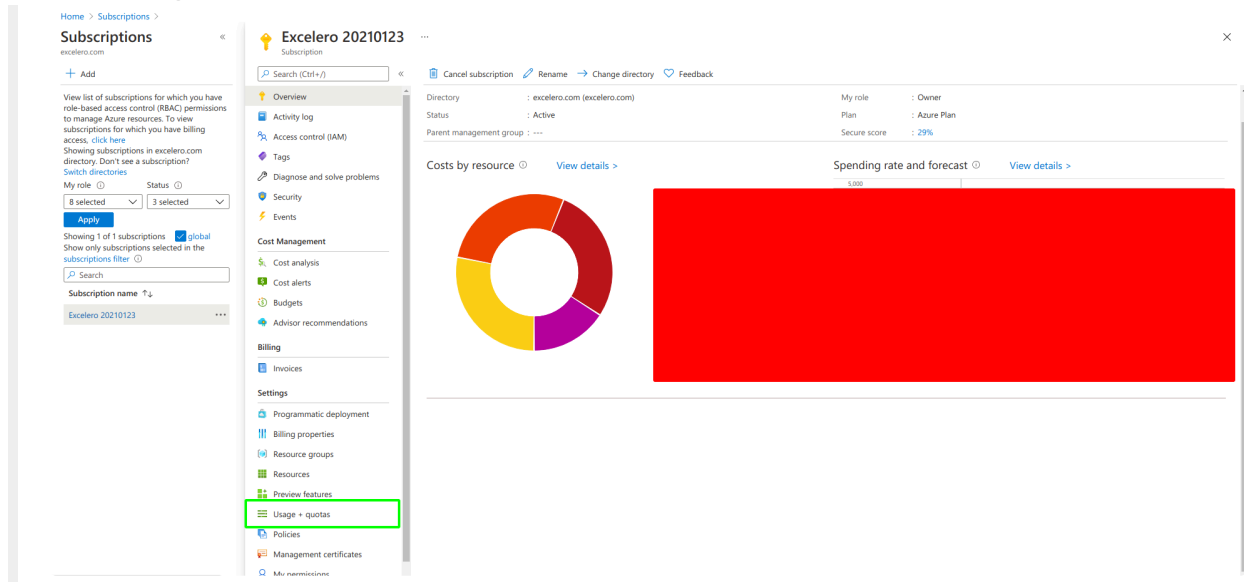 Home > Subscriptions >
Subscriptions «
excelero.com
+ Add
View list of subscriptions for which you have
role-based access control (RBAC) permissions
to manage Azure resources. To view
subscriptions for which you have billing
access, click here
Showing subscriptions in excelero.com
directory. Don't see a subscription?
Switch directories
My role Status
8 selected 3 selected
Apply
Showing 1 of 1 subscriptions global
Show only subscriptions selected in the
subscriptions filter
Search
Subscription name ↑↓
Excelero 20210123 ...
Excelero 20210123 ...
Subscription
Search (Ctrl+/) «
Overview
Activity log
Access control (IAM)
Tags
Diagnose and solve problems
Security
Events
Cost Management
Cost analysis
Cost alerts
Budgets
Advisor recommendations
Billing
Invoices
Settings
Programmatic deployment
Billing properties
Resource groups
Resources
Preview features
Usage + quotas
Policies
Management certificates
My permissions
Cancel subscription Rename Change directory Feedback
Directory : excelero.com (excelero.com)
Status : Active
Parent management group : ---
My role : Owner
Plan : Azure Plan
Secure score : 29%
Costs by resource View details >
Spending rate and forecast View details >
5,000